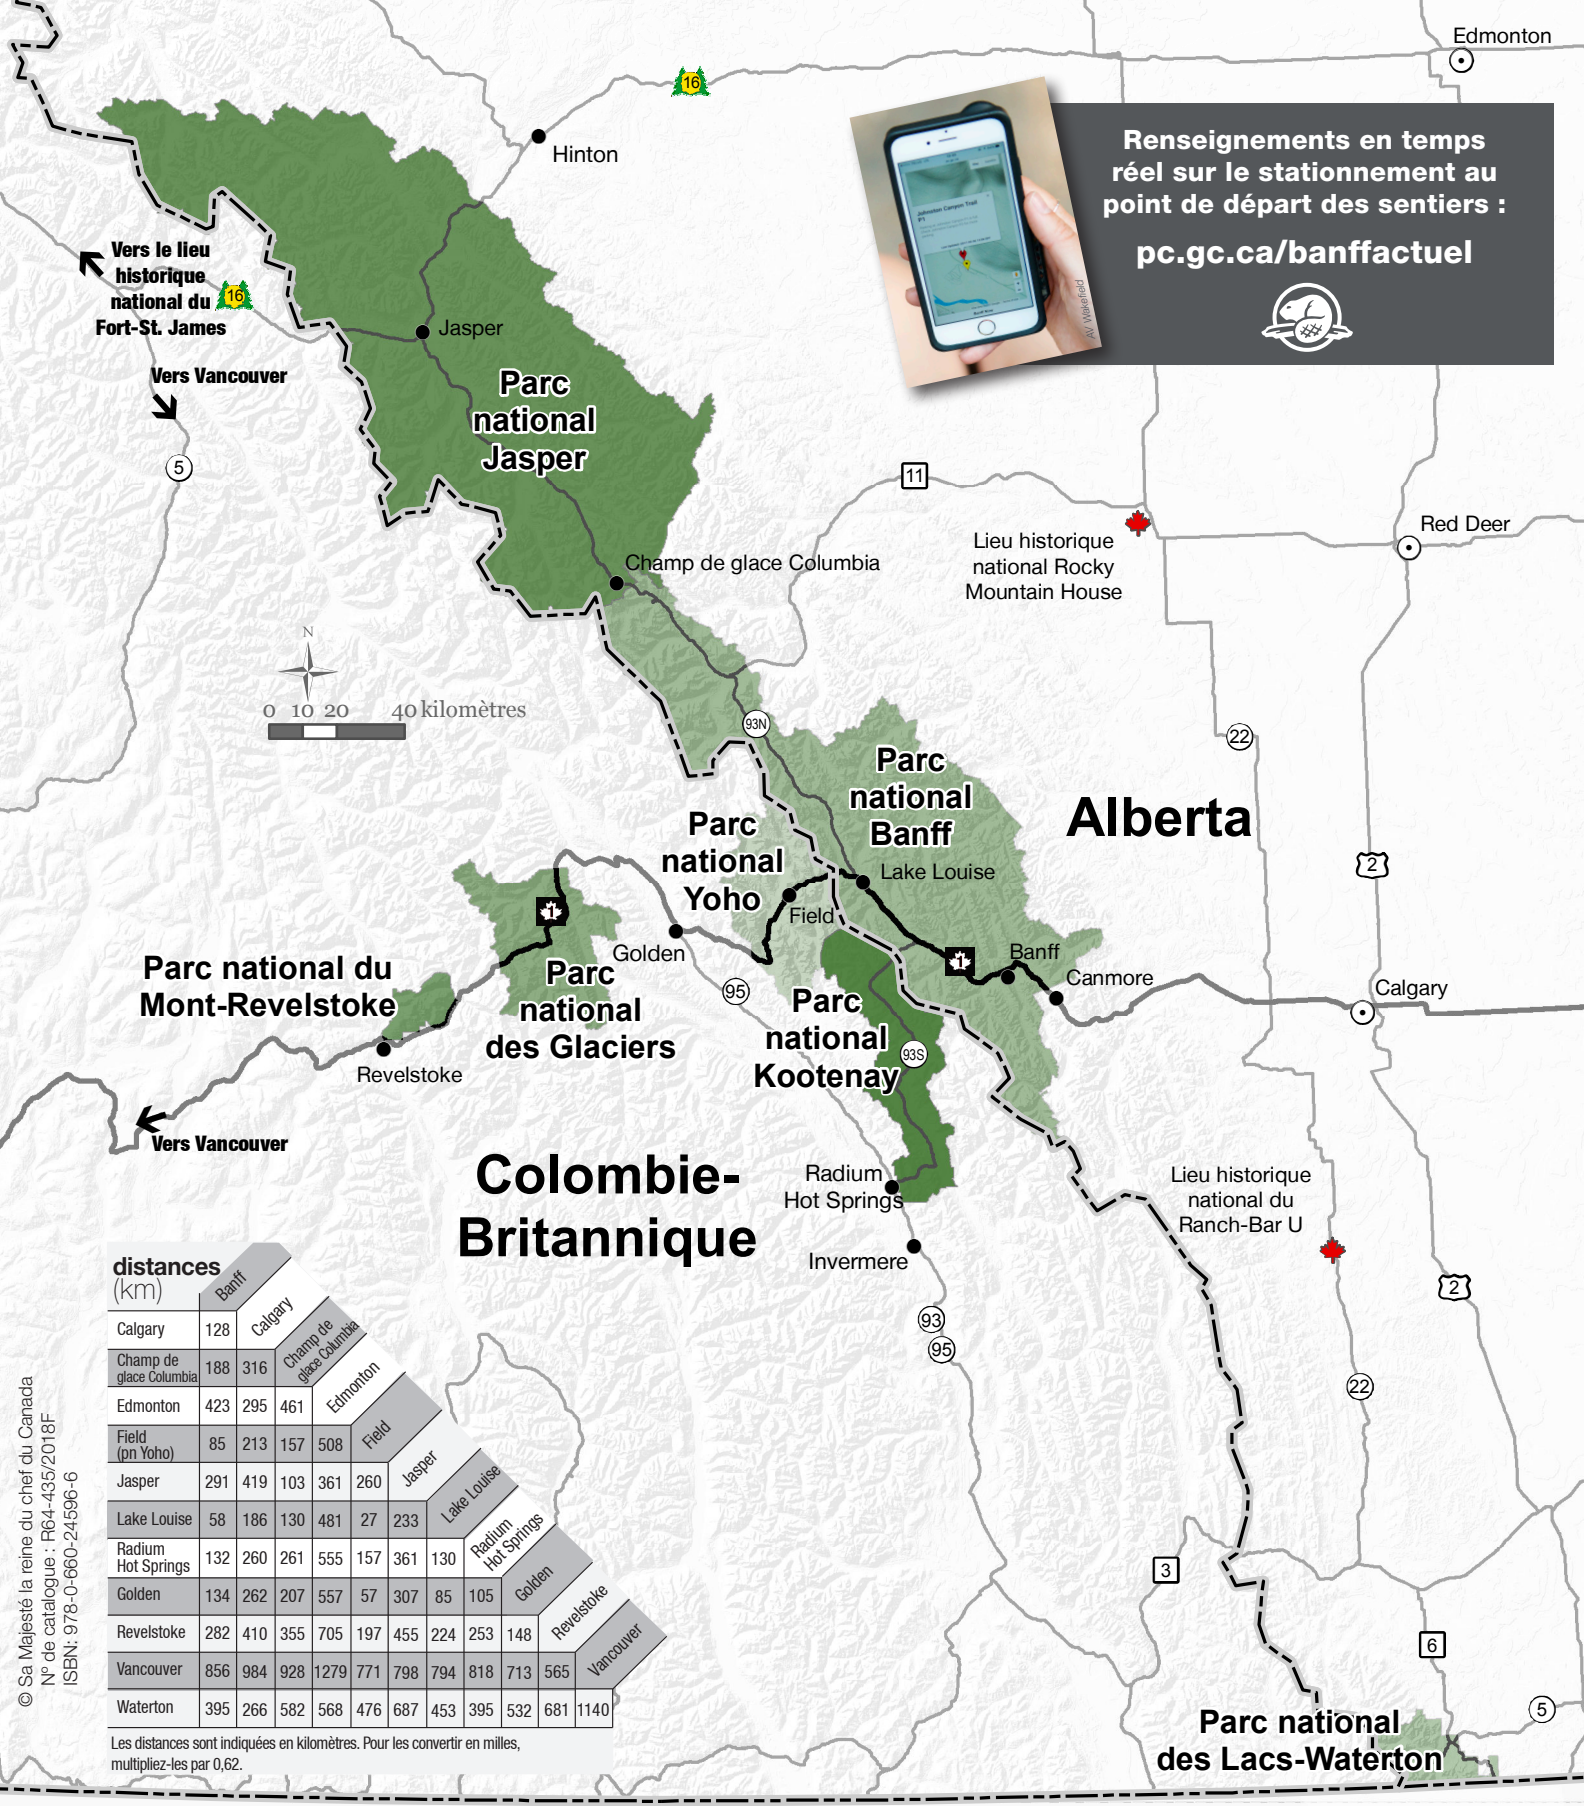 Edmonton
16
Hinton
Renseignements en temps
réel sur le stationnement au
point de départ des sentiers :
pc.gc.ca/banffactuel
Johnston Canyon Trail
P1
AV Wakefield
Vers le lieu
historique
national du
Fort-St. James
16
Jasper
Vers Vancouver
5
Parc
national
Jasper
11
Red Deer
Lieu historique
national Rocky
Mountain House
Champ de glace Columbia
N
0 10 20 40 kilomètres
93N
22
Parc
national
Banff
Alberta
Parc
national
Yoho
2
Lake Louise
1
Field
Golden
Banff
1
Canmore
Calgary
Parc national du
Mont-Revelstoke
Parc
national
des Glaciers
95
Parc
national
Kootenay
93S
Revelstoke
Vers Vancouver
Colombie-
Britannique
Radium
Hot Springs
Lieu historique
national du
Ranch-Bar U
Invermere
2
93
95
22
3
6
5
Parc national
des Lacs-Waterton
distances
(km)
Banff
Calgary 128 Calgary
Champ de
glace Columbia 188 316 Champ de
glace Columbia
Edmonton 423 295 461 Edmonton
Field
(pn Yoho) 85 213 157 508 Field
Jasper 291 419 103 361 260 Jasper
Lake Louise 58 186 130 481 27 233 Lake Louise
Radium
Hot Springs 132 260 261 555 157 361 130 Radium
Hot Springs
Golden 134 262 207 557 57 307 85 105 Golden
Revelstoke 282 410 355 705 197 455 224 253 148 Revelstoke
Vancouver 856 984 928 1279 771 798 794 818 713 565 Vancouver
Waterton 395 266 582 568 476 687 453 395 532 681 1140
Les distances sont indiquées en kilomètres. Pour les convertir en milles,
multipliez-les par 0,62.
© Sa Majesté la reine du chef du Canada
N° de catalogue : R64-435/2018F
ISBN: 978-0-660-24596-6